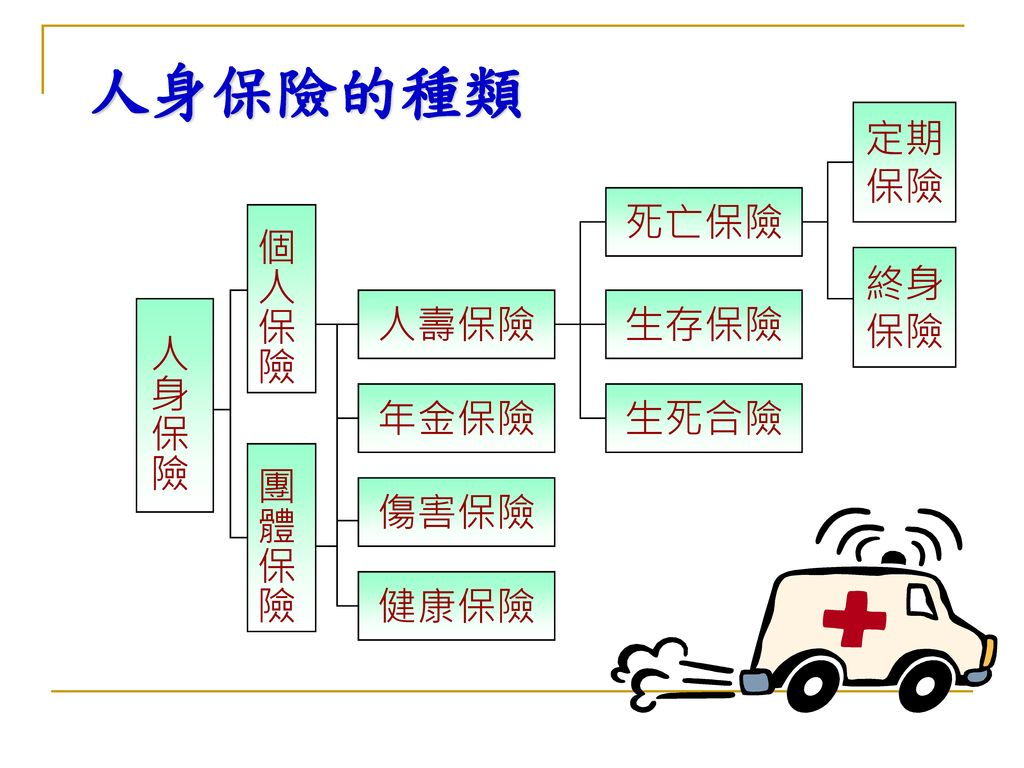 人身保險的種類
人身保險
個人保險
團體保險
人壽保險
年金保險
傷害保險
健康保險
死亡保險
生存保險
生死合險
定期
保險
終身
保險